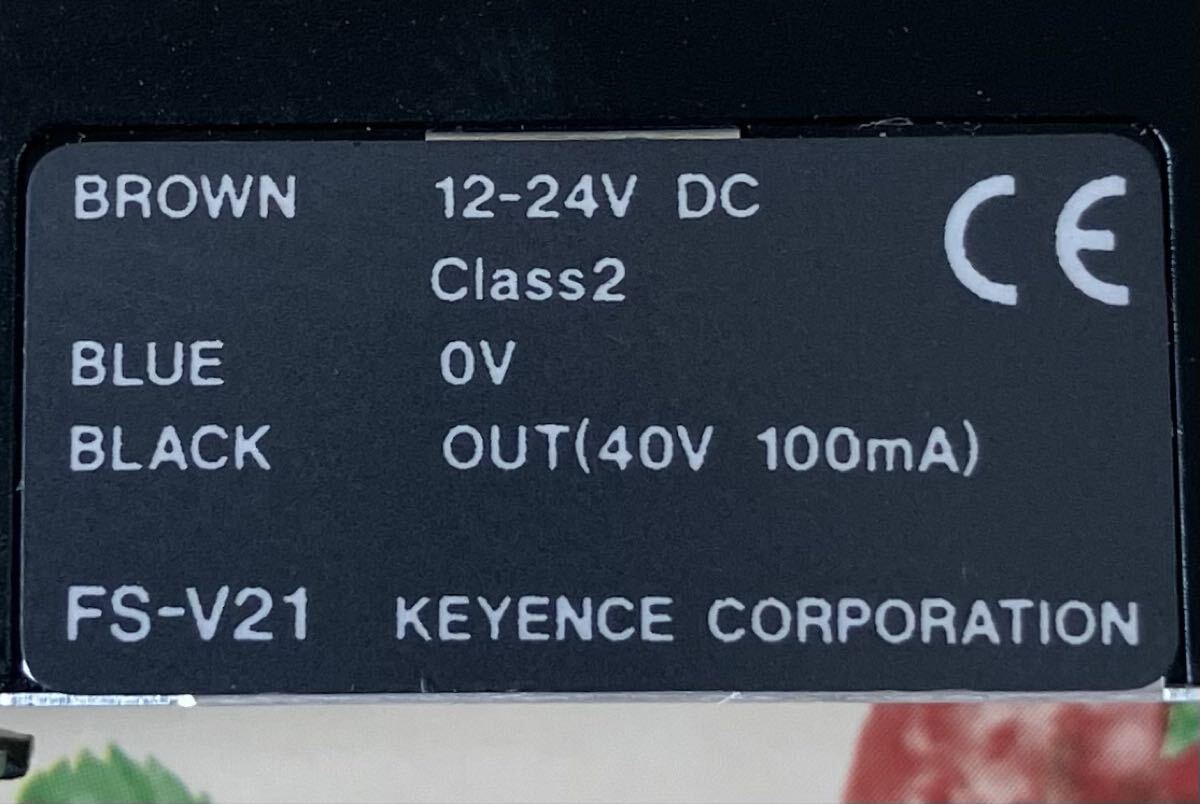 BROWN 12-24V DC CE
Class2
BLUE 0V
BLACK OUT(40V 100mA)
FS-V21 KEYENCE CORPORATION